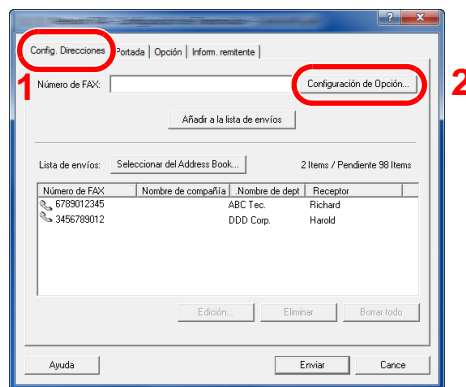 ? X
Config. Direcciones Portada Opción Inform. remitente
1
Número de FAX: Configuración de Opción...
2
Añadir a la lista de envíos
Lista de envíos: Seleccionar del Address Book... 2 Items / Pendiente 98 Items
Número de FAX Nombre de compañía .Nombre de dept Receptor
6789012345 ABC Tec. Richard
3456789012 DDD Corp. Harold
Edición... Eliminar Borrar todo
Ayuda Enviar Cance